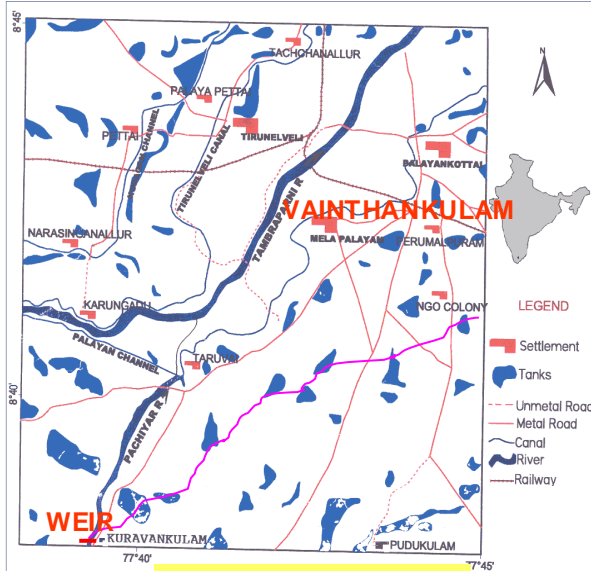 8°45'
TACHCHANALLUR
N
PALAYA PETTAI
PETTAI
TIRUNELVELI
TIRUNELVELI CANAL
PALAYANKOTTAI
VAINTHANKULAM
TAMBRAPARNI R
MELA PALAYAM
PERUMALPURAM
NARASINGANALLUR
KARUNGADU
NGO COLONY
LEGEND
PALAYAN CHANNEL
TARUVAI
Settlement
Tanks
8°40'
Unmetal Road
Metal Road
Canal
River
Railway
PACHIYAR R
WEIR
KURAVANKULAM
PUDUKULAM
77°40'
77°45'